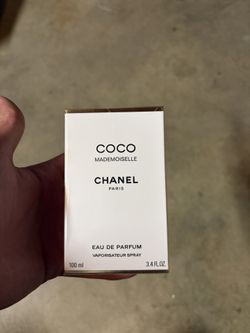 COCO
MADEMOISELLE
CHANEL
PARIS
EAU DE PARFUM
VAPORISATEUR SPRAY
100 ml 3.4 FL.OZ.